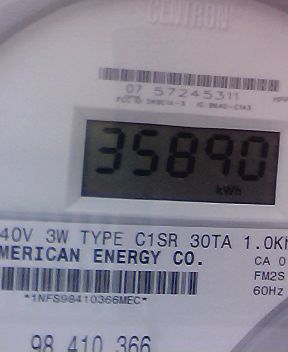 CENTRON
07 57245311
35890
kWh
40V 3W TYPE C1SR 30TA 1.0Kh
MERICAN ENERGY CO.
CA 0
FM2S
60Hz
*1NFS98410366MEC*
98 410 366